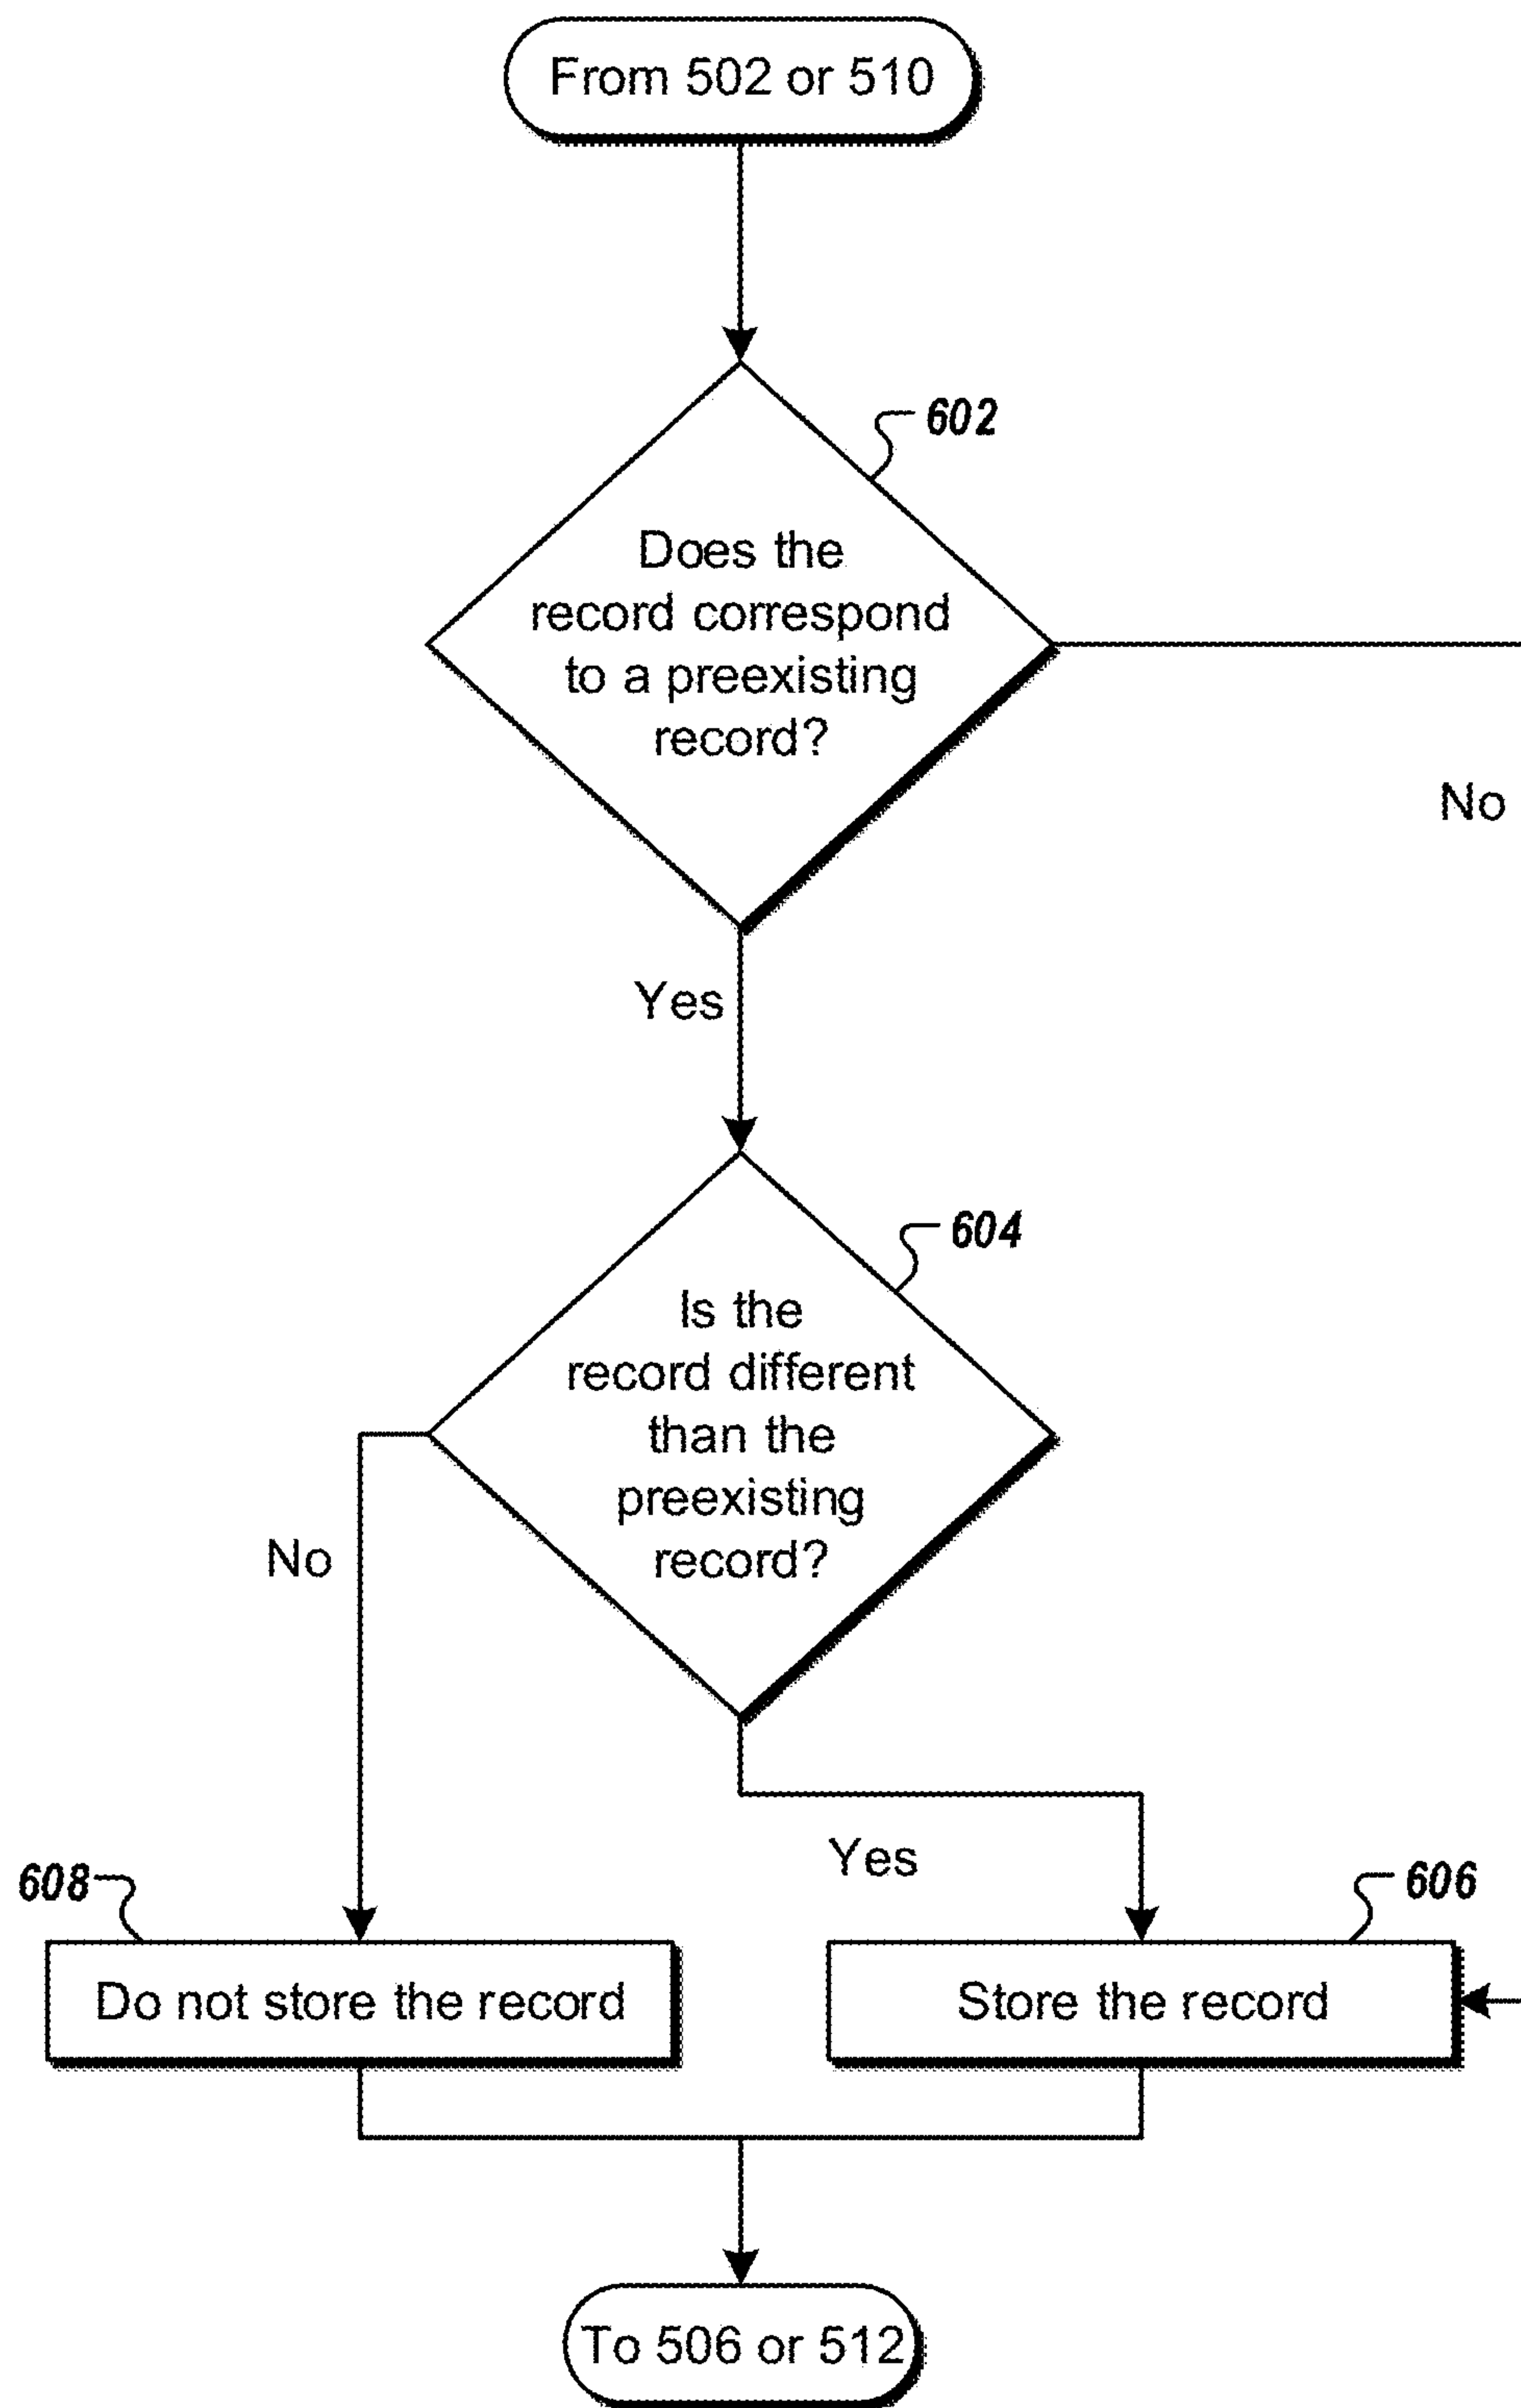 From 502 or 510
602
Does the
record correspond
to a preexisting
record?
No
Yes
604
Is the
record different
than the
preexisting
record?
No
Yes
608
606
Do not store the record
Store the record
To 506 or 512